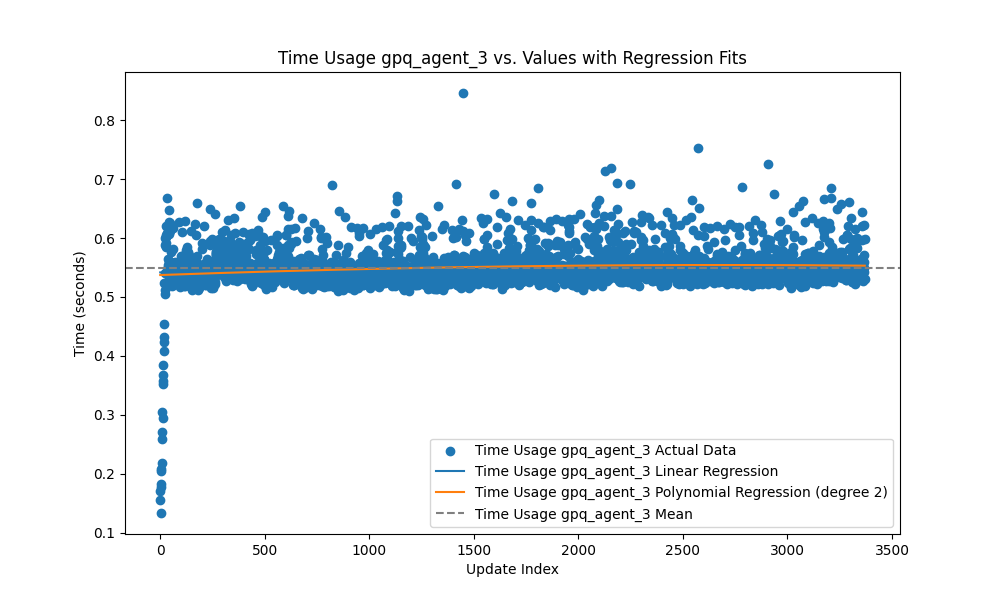 Time Usage gpq_agent_3 vs. Values with Regression Fits
0.8
0.7
0.6
0.5
0.4
0.3
0.2
0.1
Time (seconds)
Time Usage gpq_agent_3 Actual Data
Time Usage gpq_agent_3 Linear Regression
Time Usage gpq_agent_3 Polynomial Regression (degree 2)
Time Usage gpq_agent_3 Mean
0 500 1000 1500 2000 2500 3000 3500
Update Index